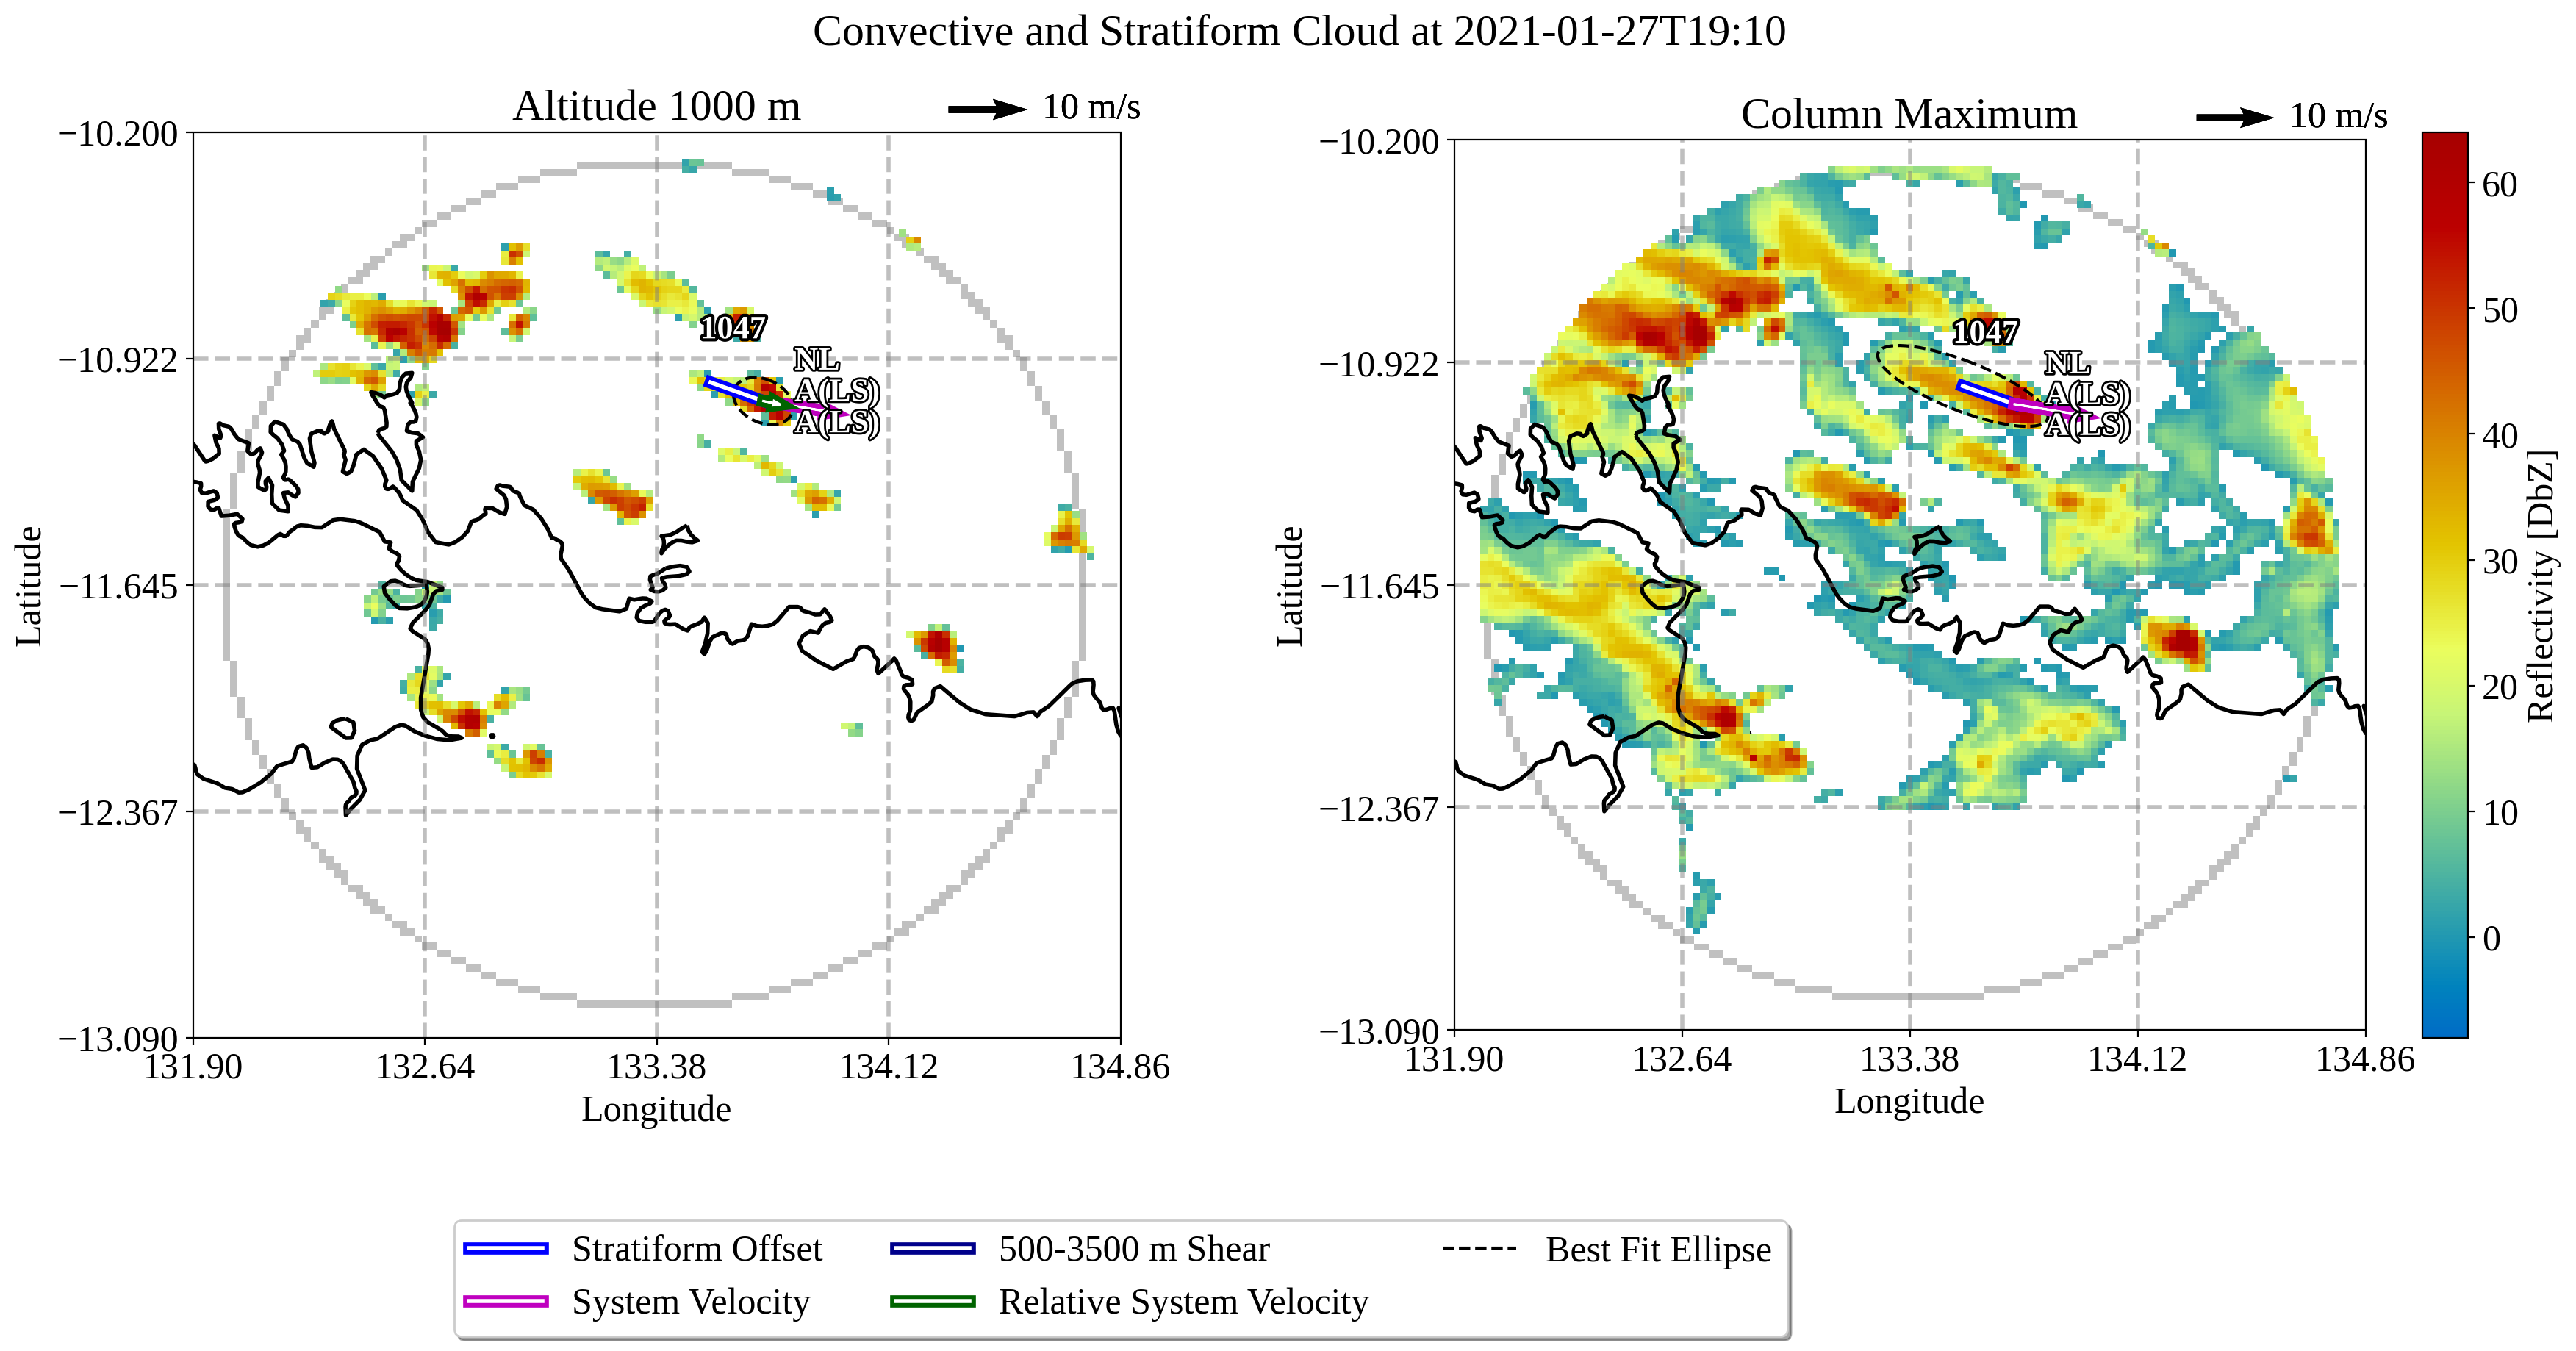 Convective and Stratiform Cloud at 2021-01-27T19:10
Altitude 1000 m
10 m/s
−10.200
−10.922
−11.645
−12.367
−13.090
131.90
132.64
133.38
134.12
134.86
Latitude
Longitude
1047
NL
A(LS)
A(LS)
Column Maximum
10 m/s
−10.200
−10.922
−11.645
−12.367
−13.090
131.90
132.64
133.38
134.12
134.86
Latitude
Longitude
1047
NL
A(LS)
A(LS)
60
50
40
30
20
10
0
Reflectivity [DbZ]
Stratiform Offset
System Velocity
500-3500 m Shear
Relative System Velocity
Best Fit Ellipse